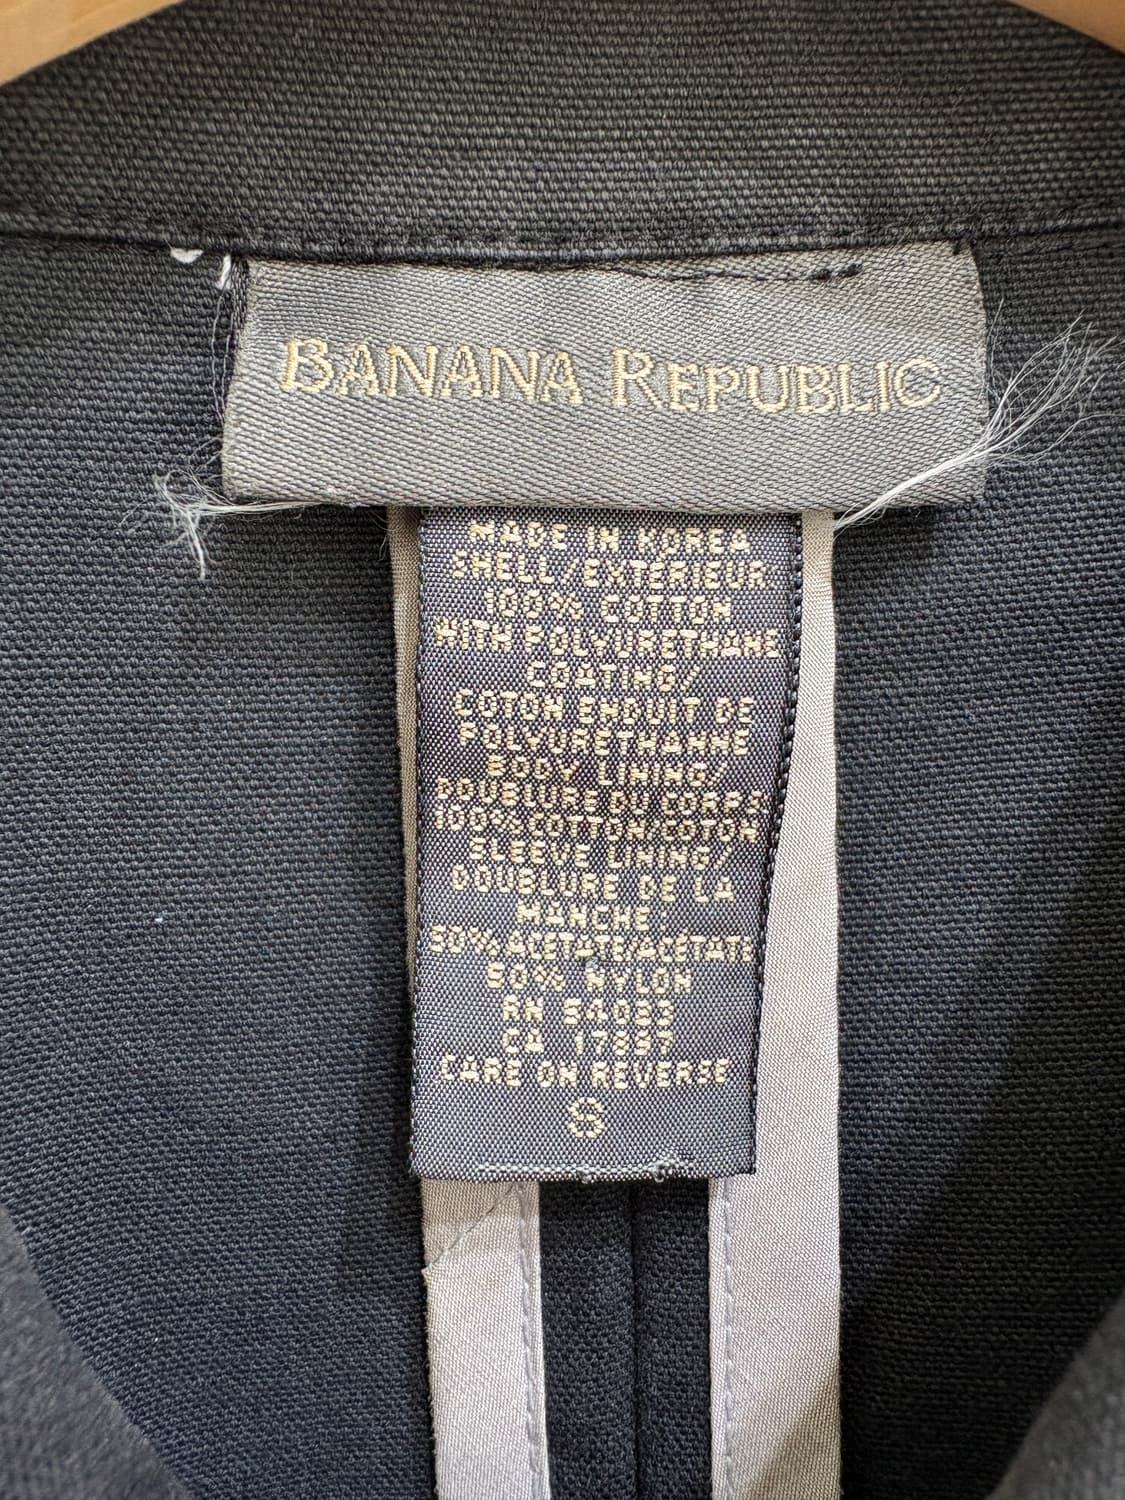 BANANA REPUBLIC
MADE IN KOREA
SHELL/EXTERIEUR
100% COTTON
WITH POLYURETHANE
COATING/
COTON ENDUIT DE
POLYURETHANNE
BODY LINING/
DOUBLURE DU CORPS
100% COTTON/COTON
SLEEVE LINING/
DOUBLURE DE LA
MANCHE:
50% ACETATE/ACÉTATE
50% NYLON
RN 54023
CA 17897
CARE ON REVERSE
S